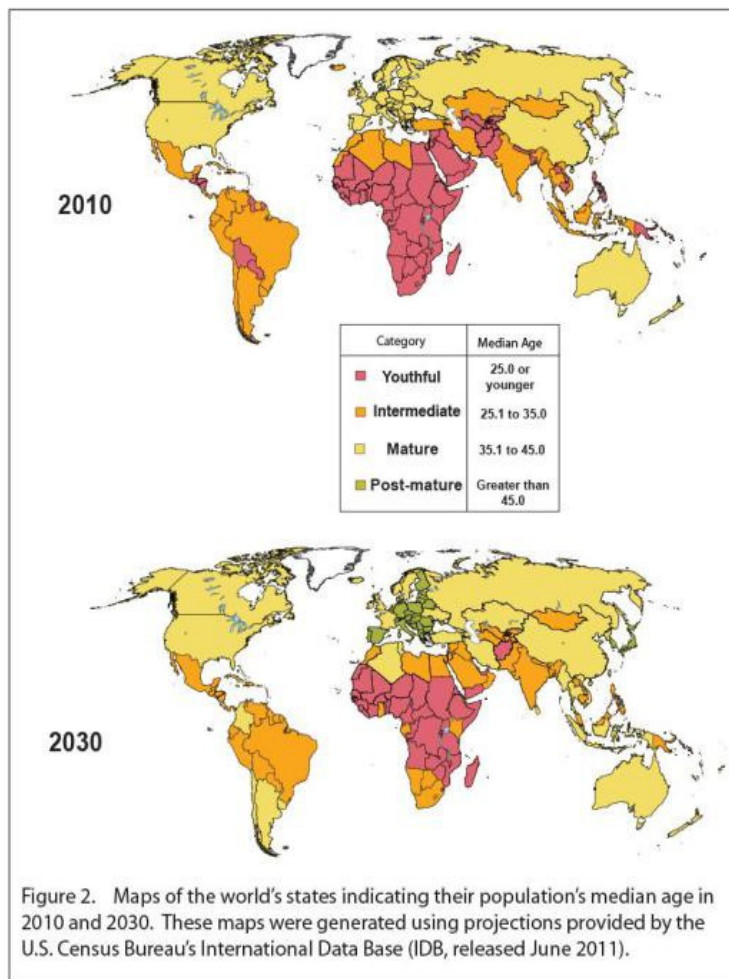 2010
Category Median Age
Youthful 25.0 or
younger
Intermediate 25.1 to 35.0
Mature 35.1 to 45.0
Post-mature Greater than
45.0
2030
Figure 2. Maps of the world's states indicating their population's median age in
2010 and 2030. These maps were generated using projections provided by the
U.S. Census Bureau's International Data Base (IDB, released June 2011).